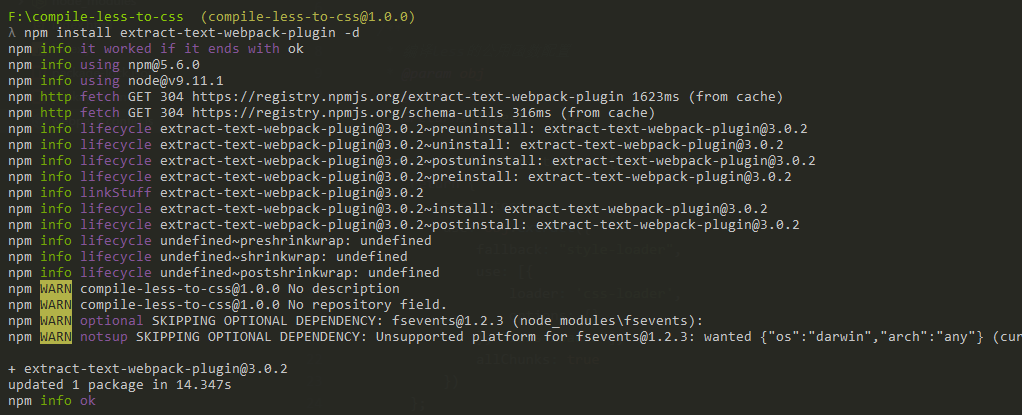 F:\compile-less-to-css (compile-less-to-css@1.0.0)
λ npm install extract-text-webpack-plugin -d
npm info it worked if it ends with ok
npm info using npm@5.6.0
npm info using node@v9.11.1
npm http fetch GET 304 https://registry.npmjs.org/extract-text-webpack-plugin 1623ms (from cache)
npm http fetch GET 304 https://registry.npmjs.org/schema-utils 316ms (from cache)
npm info lifecycle extract-text-webpack-plugin@3.0.2~preuninstall: extract-text-webpack-plugin@3.0.2
npm info lifecycle extract-text-webpack-plugin@3.0.2~uninstall: extract-text-webpack-plugin@3.0.2
npm info lifecycle extract-text-webpack-plugin@3.0.2~postuninstall: extract-text-webpack-plugin@3.0.2
npm info lifecycle extract-text-webpack-plugin@3.0.2~preinstall: extract-text-webpack-plugin@3.0.2
npm info linkStuff extract-text-webpack-plugin@3.0.2
npm info lifecycle extract-text-webpack-plugin@3.0.2~install: extract-text-webpack-plugin@3.0.2
npm info lifecycle extract-text-webpack-plugin@3.0.2~postinstall: extract-text-webpack-plugin@3.0.2
npm info lifecycle undefined~preshrinkwrap: undefined
npm info lifecycle undefined~shrinkwrap: undefined
npm info lifecycle undefined~postshrinkwrap: undefined
npm WARN compile-less-to-css@1.0.0 No description
npm WARN compile-less-to-css@1.0.0 No repository field.
npm WARN optional SKIPPING OPTIONAL DEPENDENCY: fsevents@1.2.3 (node_modules\fsevents):
npm WARN notsup SKIPPING OPTIONAL DEPENDENCY: Unsupported platform for fsevents@1.2.3: wanted {"os":"darwin","arch":"any"} (cur
+ extract-text-webpack-plugin@3.0.2
updated 1 package in 14.347s
npm info ok